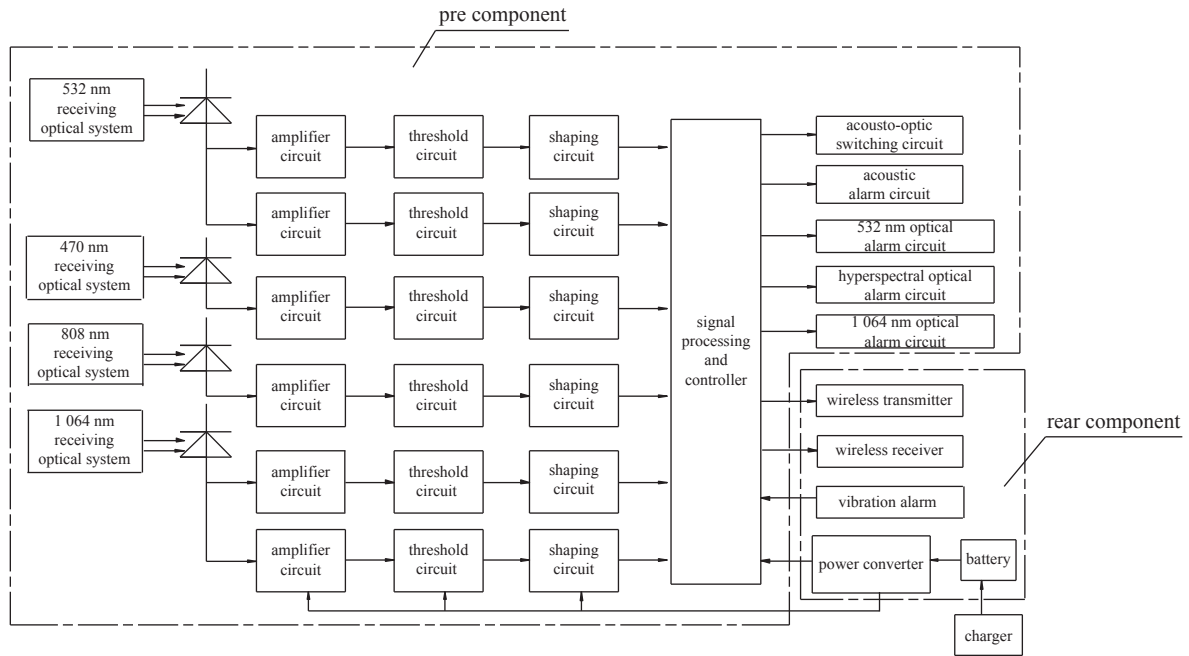 pre component
532 nm
receiving
optical system
470 nm
receiving
optical system
808 nm
receiving
optical system
1 064 nm
receiving
optical system
amplifier
circuit
threshold
circuit
shaping
circuit
amplifier
circuit
threshold
circuit
shaping
circuit
amplifier
circuit
threshold
circuit
shaping
circuit
amplifier
circuit
threshold
circuit
shaping
circuit
amplifier
circuit
threshold
circuit
shaping
circuit
amplifier
circuit
threshold
circuit
shaping
circuit
signal
processing
and
controller
acousto-optic
switching circuit
acoustic
alarm circuit
532 nm optical
alarm circuit
hyperspectral optical
alarm circuit
1 064 nm optical
alarm circuit
wireless transmitter
wireless receiver
vibration alarm
power converter
battery
charger
rear component